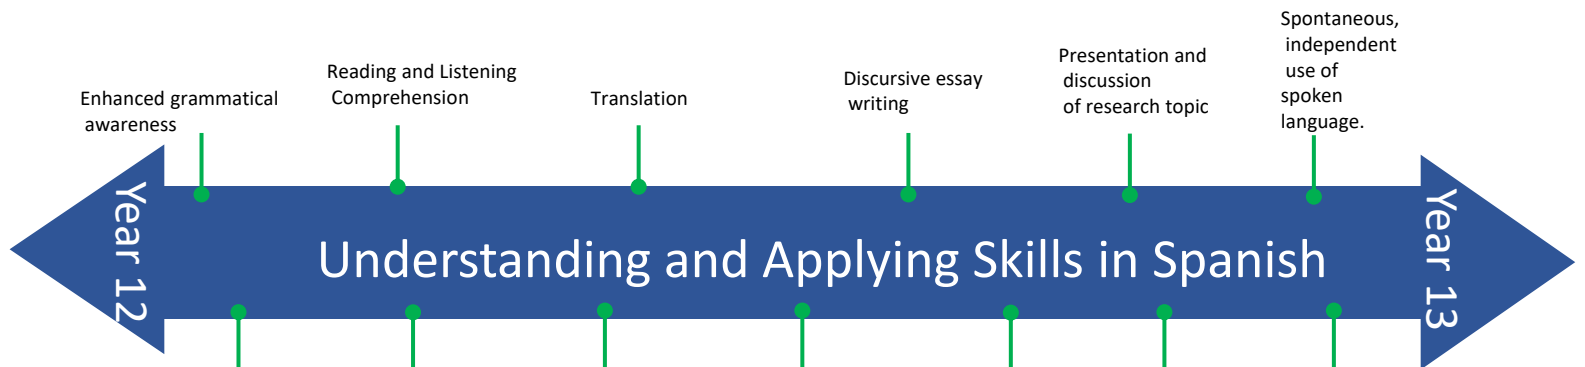 Enhanced grammatical
awareness
Reading and Listening
Comprehension
Translation
Discursive essay
writing
Presentation and
discussion
of research topic
Spontaneous,
independent
use of
spoken
language.
Year 12
Understanding and Applying Skills in Spanish
Year 13